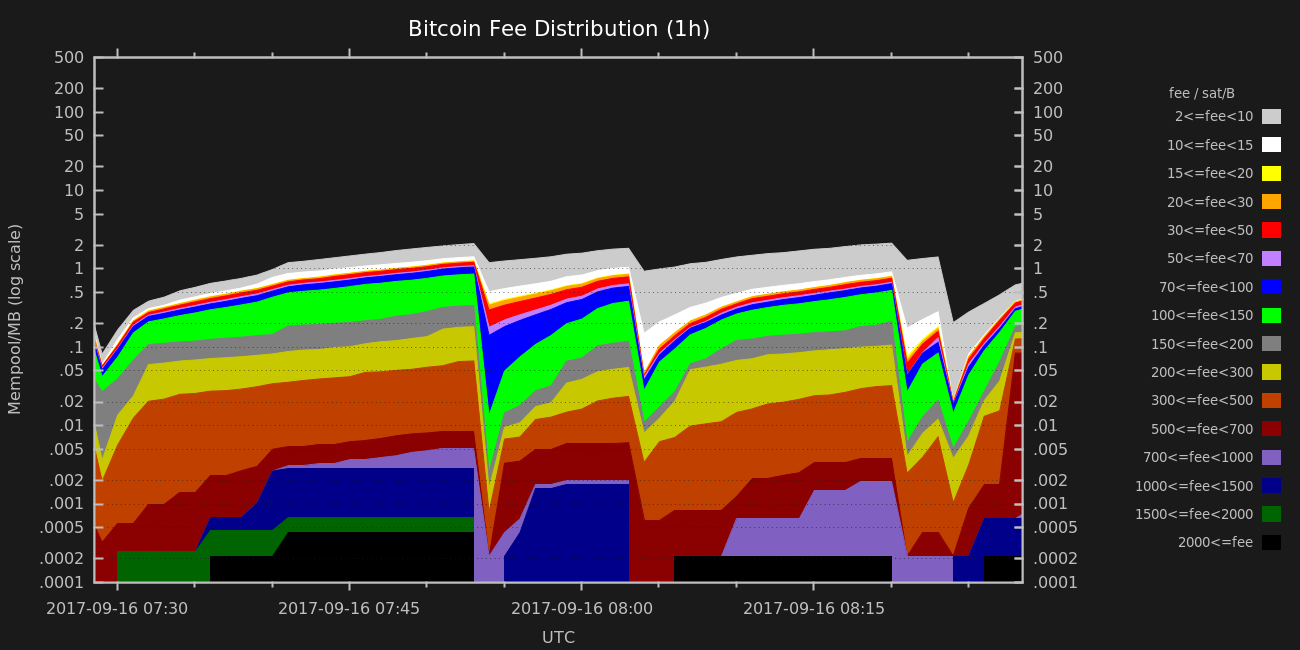 Bitcoin Fee Distribution (1h)
500 500
200 200
100 100
50 50
20 20
10 10
5 5
2 2
1 1
.5 .5
.2 .2
.1 .1
.05 .05
.02 .02
.01 .01
.005 .005
.002 .002
.001 .001
.0005 .0005
.0002 .0002
.0001 .0001
Mempool/MB (log scale)
2017-09-16 07:30 2017-09-16 07:45 2017-09-16 08:00 2017-09-16 08:15
UTC
fee / sat/B
2<=fee<10
10<=fee<15
15<=fee<20
20<=fee<30
30<=fee<50
50<=fee<70
70<=fee<100
100<=fee<150
150<=fee<200
200<=fee<300
300<=fee<500
500<=fee<700
700<=fee<1000
1000<=fee<1500
1500<=fee<2000
2000<=fee